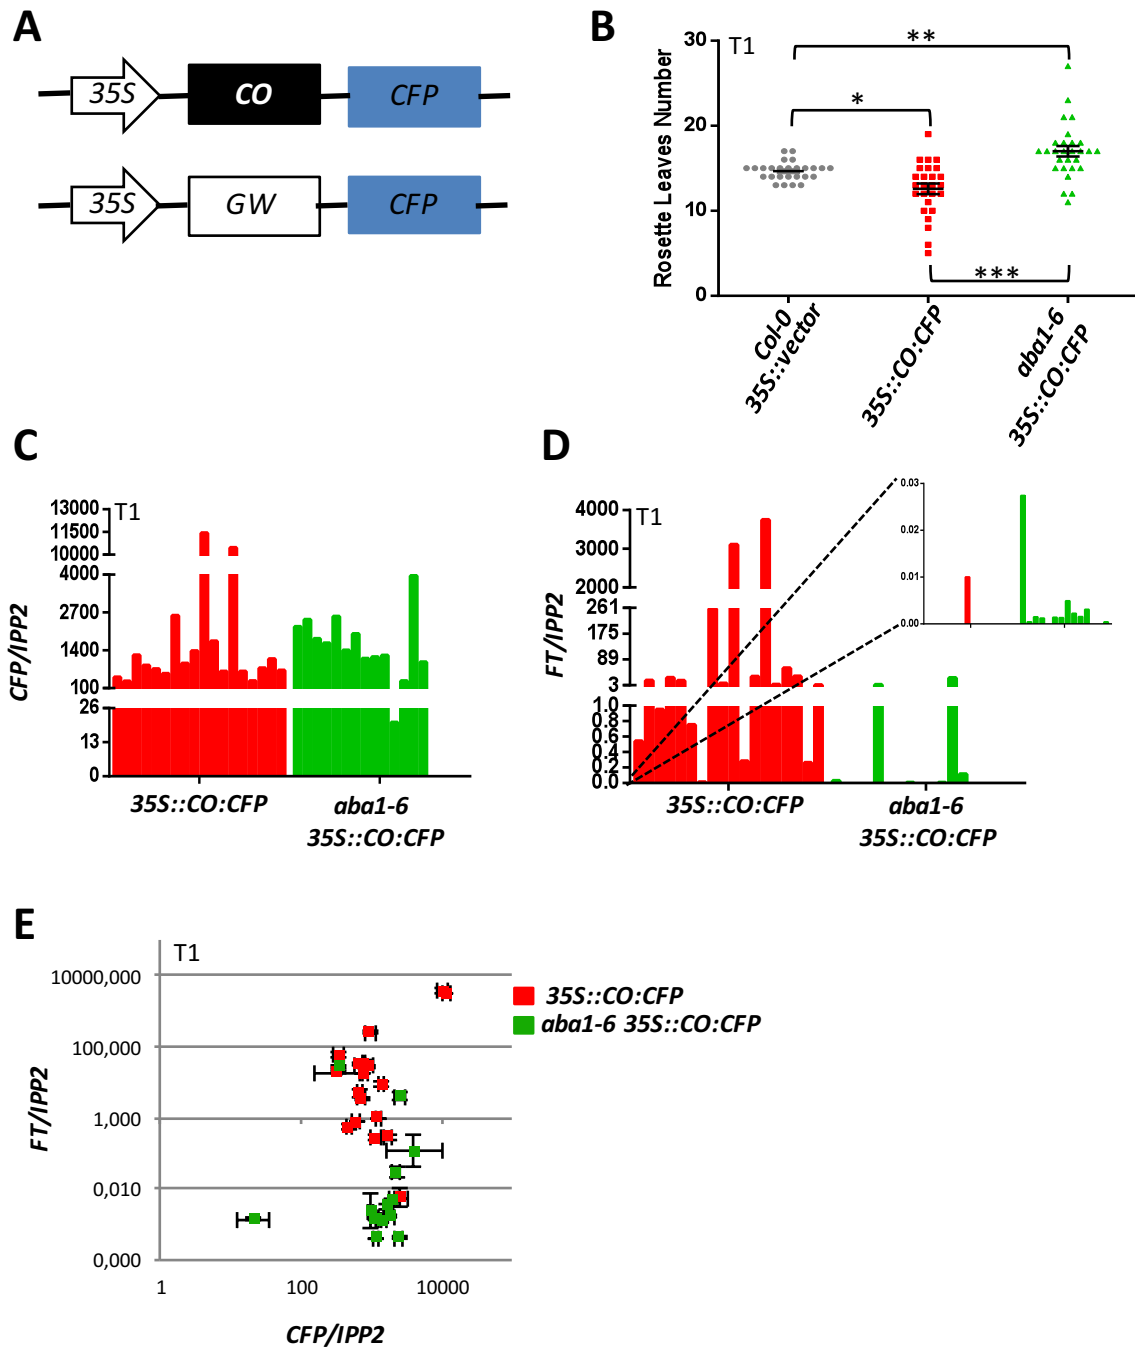 A
35S
CO
CFP
35S
GW
CFP
B
T1
Rosette Leaves Number
30
20
10
0
**
*
***
Col-0
35S::vector
35S::CO:CFP
aba1-6
35S::CO:CFP
C
T1
CFP/IPP2
13000
11500
10000
4000
2700
1400
100
26
13
0
35S::CO:CFP
aba1-6
35S::CO:CFP
D
T1
FT/IPP2
4000
3000
2000
261
175
89
3
1.0
0.8
0.6
0.4
0.2
0.0
0.03
0.02
0.01
0.00
35S::CO:CFP
aba1-6
35S::CO:CFP
E
T1
FT/IPP2
10000,000
100,000
1,000
0,010
0,000
1
100
10000
CFP/IPP2
35S::CO:CFP
aba1-6 35S::CO:CFP